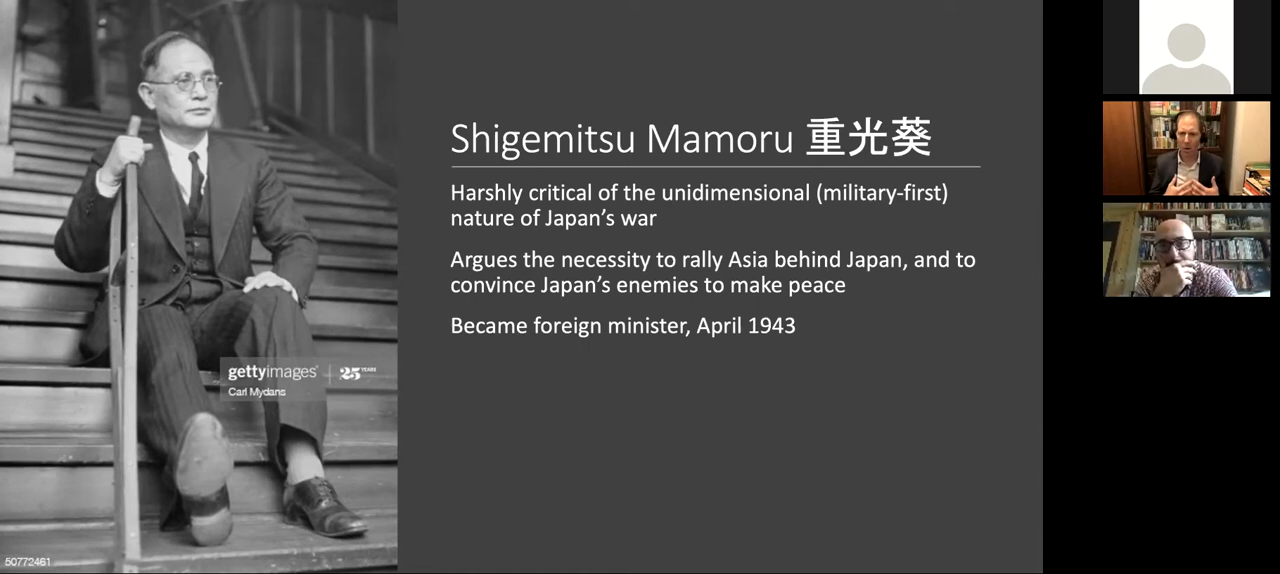 Shigemitsu Mamoru 重光葵
Harshly critical of the unidimensional (military-first)
nature of Japan's war
Argues the necessity to rally Asia behind Japan, and to
convince Japan's enemies to make peace
Became foreign minister, April 1943
gettyimages® | 25 YEARS
Carl Mydans
50772461